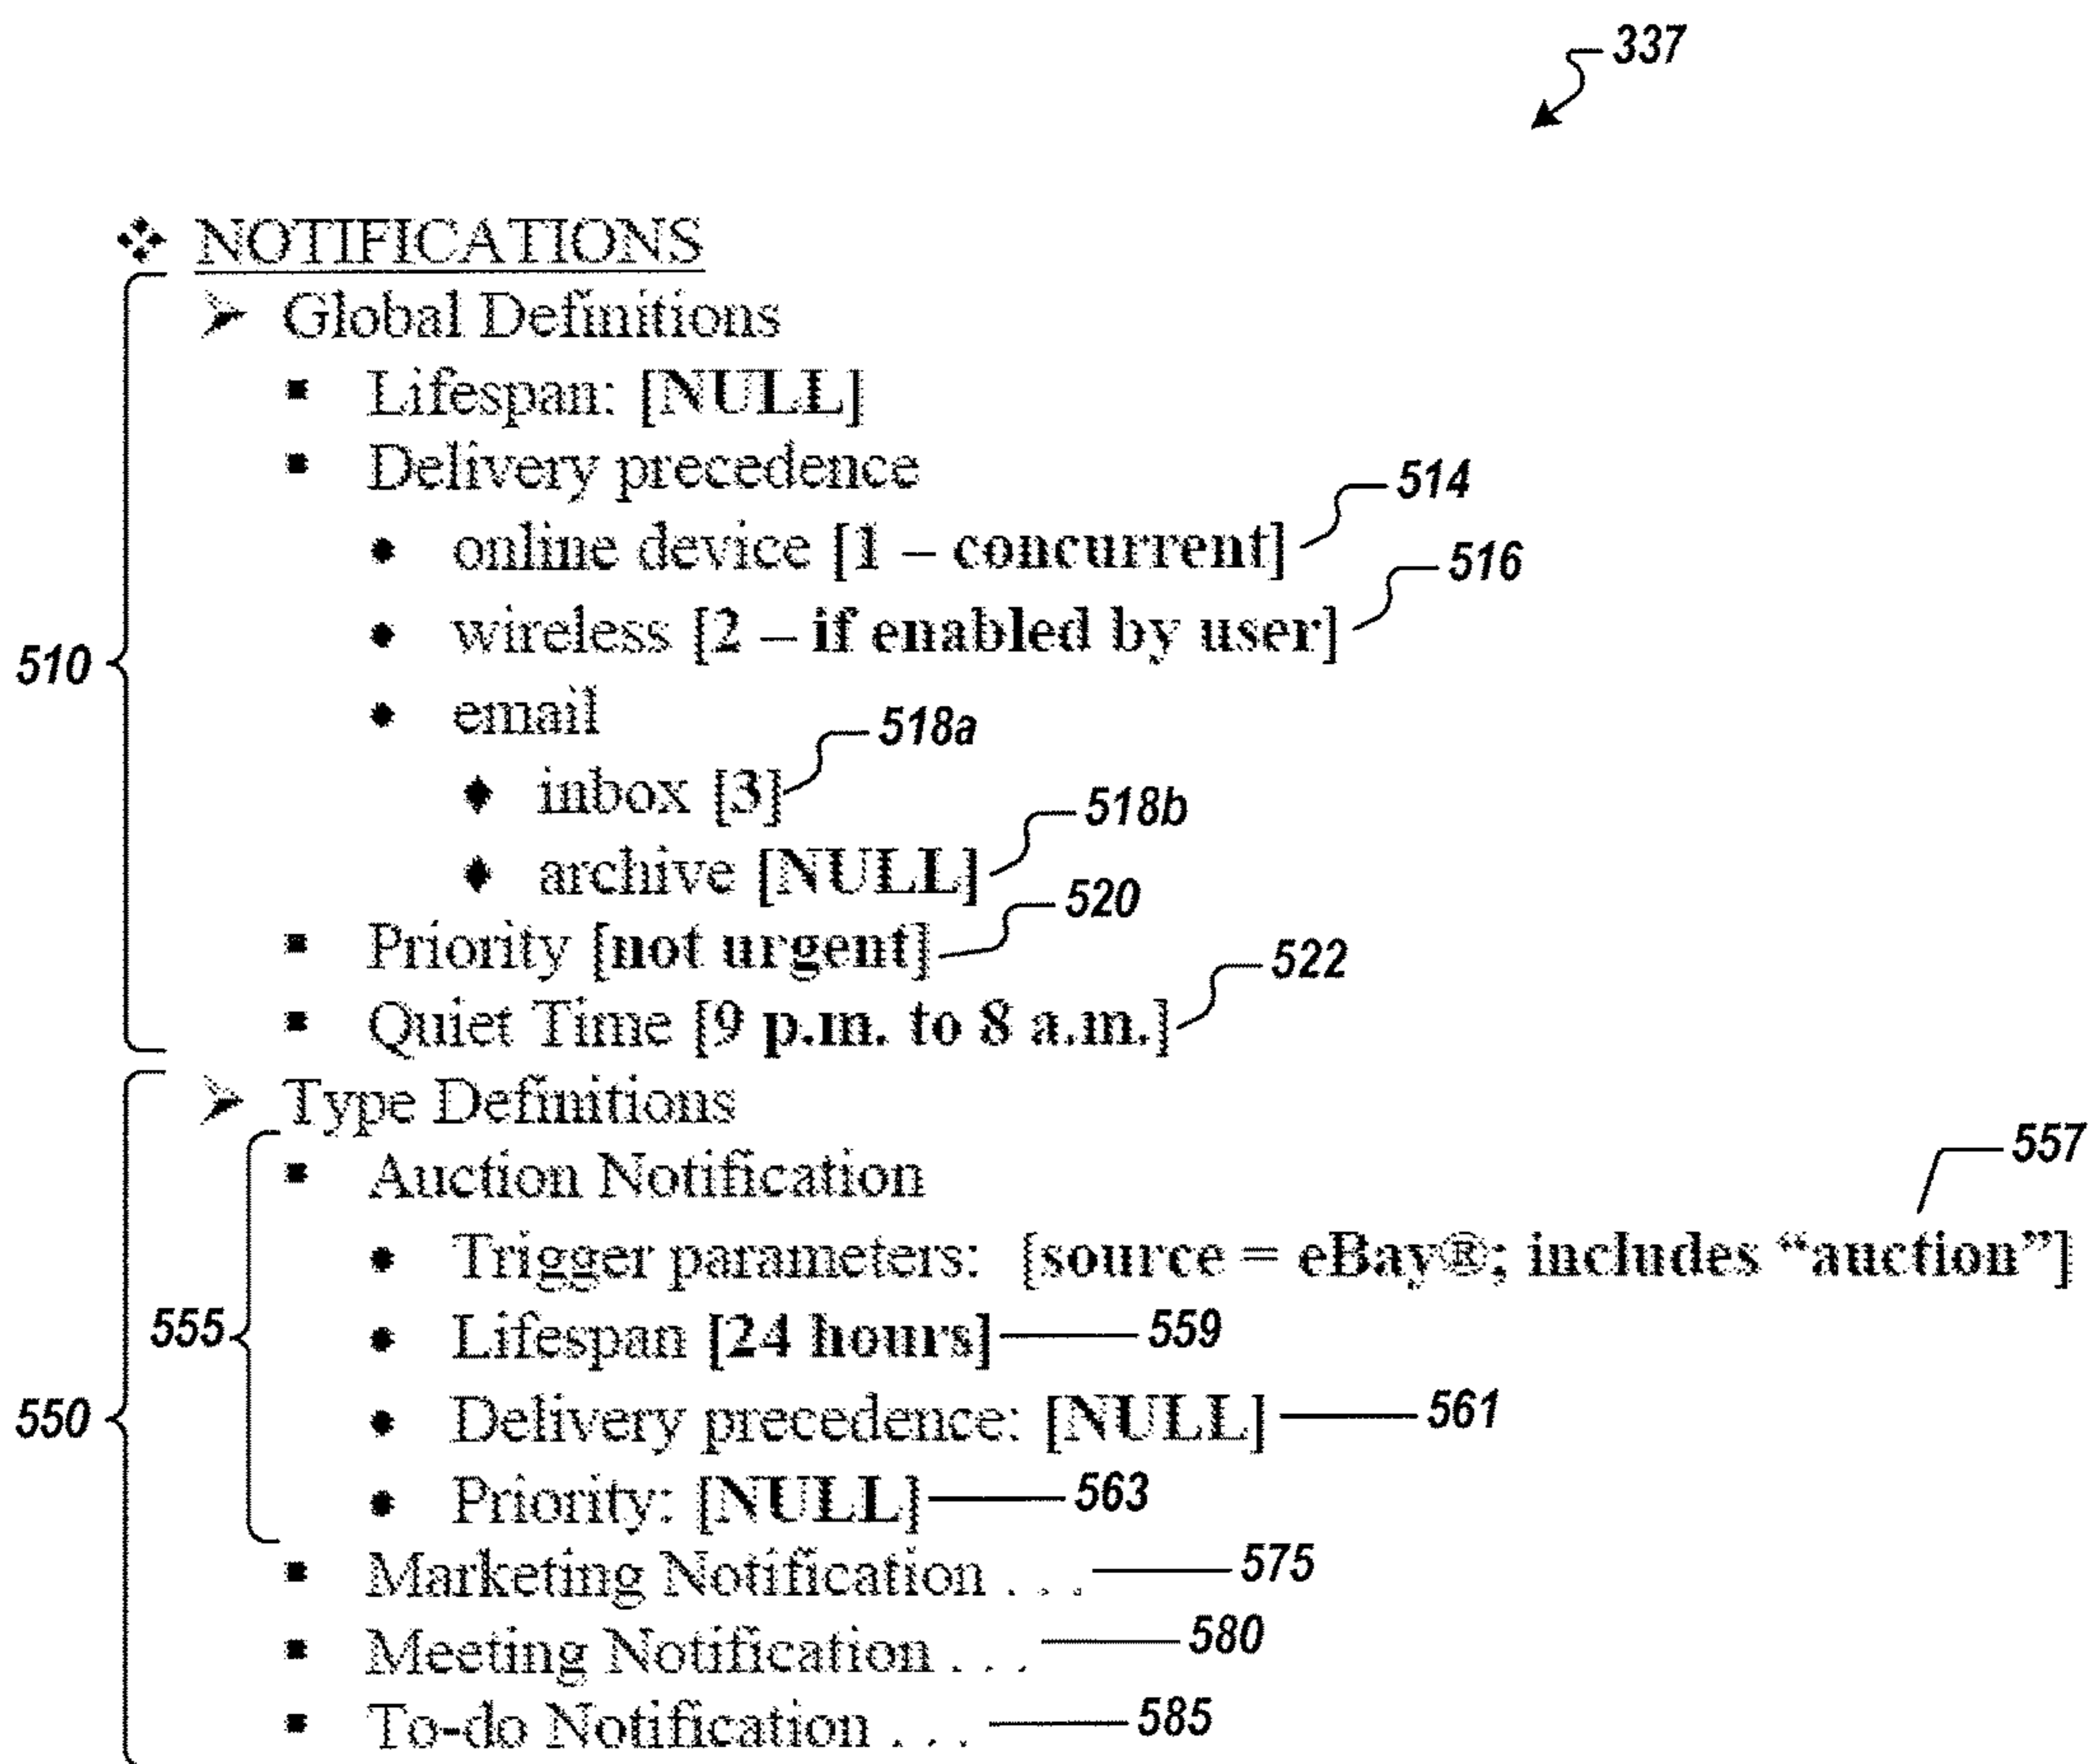 337
NOTIFICATIONS
Global Definitions
Lifespan: [NULL]
Delivery precedence
online device [1 – concurrent] 514
wireless [2 – if enabled by user] 516
510
email
inbox [3] 518a
archive [NULL] 518b
Priority [not urgent] 520
Quiet Time [9 p.m. to 8 a.m.] 522
Type Definitions
Auction Notification
Trigger parameters: [source = eBay®; includes “auction”] 557
555
Lifespan [24 hours] 559
550
Delivery precedence: [NULL] 561
Priority: [NULL] 563
Marketing Notification . . . 575
Meeting Notification . . . 580
To-do Notification . . . 585